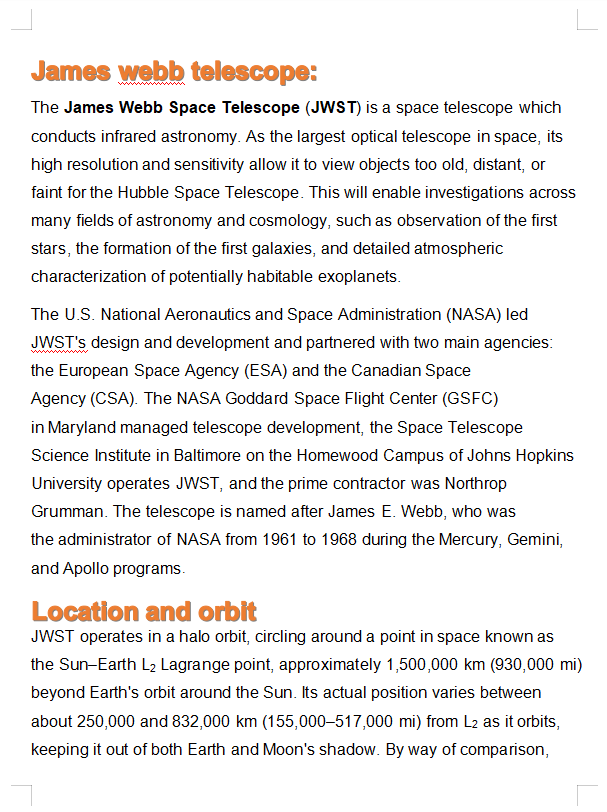 James webb telescope:
The James Webb Space Telescope (JWST) is a space telescope which
conducts infrared astronomy. As the largest optical telescope in space, its
high resolution and sensitivity allow it to view objects too old, distant, or
faint for the Hubble Space Telescope. This will enable investigations across
many fields of astronomy and cosmology, such as observation of the first
stars, the formation of the first galaxies, and detailed atmospheric
characterization of potentially habitable exoplanets.
The U.S. National Aeronautics and Space Administration (NASA) led
JWST's design and development and partnered with two main agencies:
the European Space Agency (ESA) and the Canadian Space
Agency (CSA). The NASA Goddard Space Flight Center (GSFC)
in Maryland managed telescope development, the Space Telescope
Science Institute in Baltimore on the Homewood Campus of Johns Hopkins
University operates JWST, and the prime contractor was Northrop
Grumman. The telescope is named after James E. Webb, who was
the administrator of NASA from 1961 to 1968 during the Mercury, Gemini,
and Apollo programs.
Location and orbit
JWST operates in a halo orbit, circling around a point in space known as
the Sun–Earth L2 Lagrange point, approximately 1,500,000 km (930,000 mi)
beyond Earth's orbit around the Sun. Its actual position varies between
about 250,000 and 832,000 km (155,000–517,000 mi) from L2 as it orbits,
keeping it out of both Earth and Moon's shadow. By way of comparison,